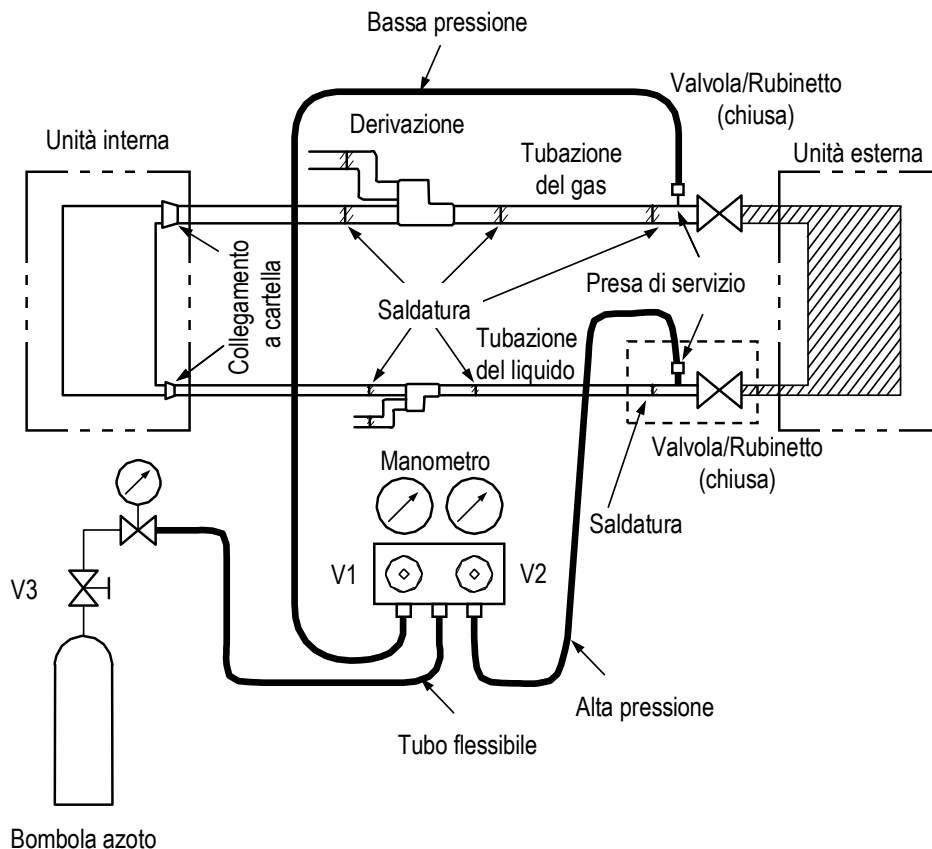 Bassa pressione
Valvola/Rubinetto
(chiusa)
Unità interna
Derivazione
Tubazione
del gas
Unità esterna
Collegamento
a cartella
Saldatura
Presa di servizio
Tubazione
del liquido
Valvola/Rubinetto
(chiusa)
Manometro
Saldatura
V1
V2
V3
Alta pressione
Tubo flessibile
Bombola azoto